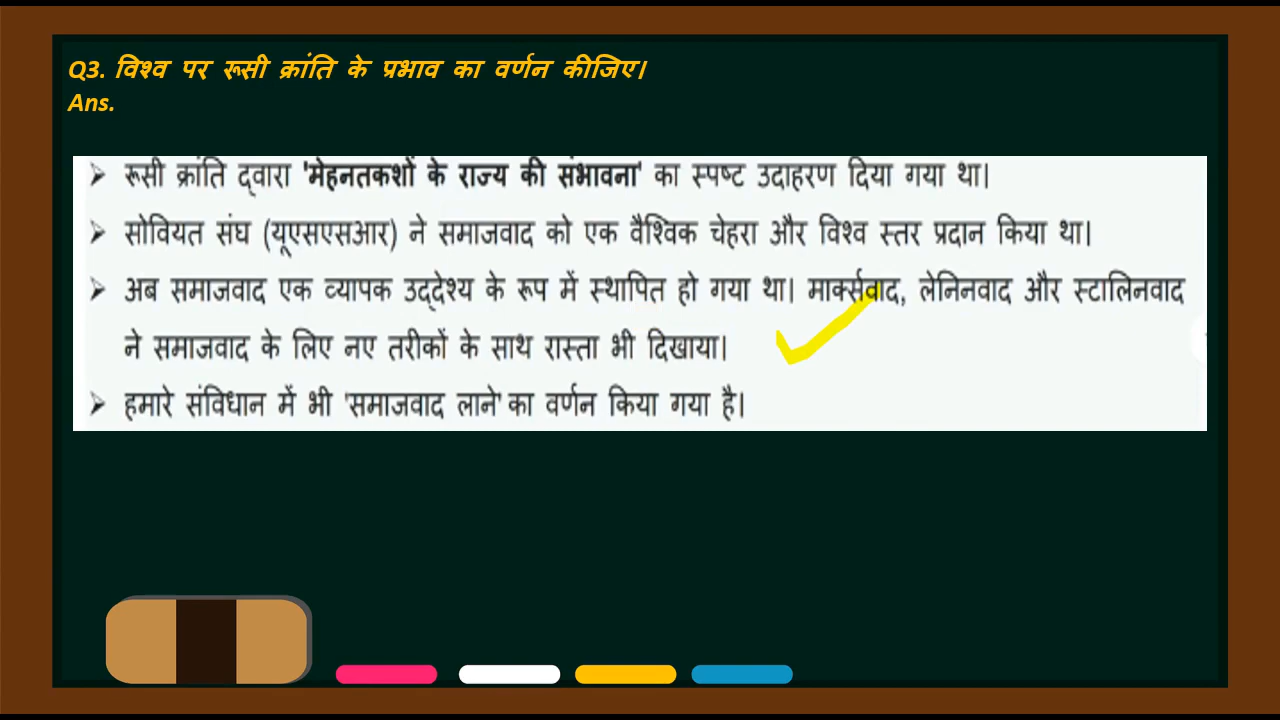 Q3. विश्व पर रूसी क्रांति के प्रभाव का वर्णन कीजिए।
Ans.
➢ रूसी क्रांति द्वारा 'मेहनतकशों के राज्य की संभावना' का स्पष्ट उदाहरण दिया गया था।
➢ सोवियत संघ (यूएसएसआर) ने समाजवाद को एक वैश्विक चेहरा और विश्व स्तर प्रदान किया था।
➢ अब समाजवाद एक व्यापक उद्देश्य के रूप में स्थापित हो गया था। मार्क्सवाद, लेनिनवाद और स्टालिनवाद
ने समाजवाद के लिए नए तरीकों के साथ रास्ता भी दिखाया।
➢ हमारे संविधान में भी 'समाजवाद लाने' का वर्णन किया गया है।